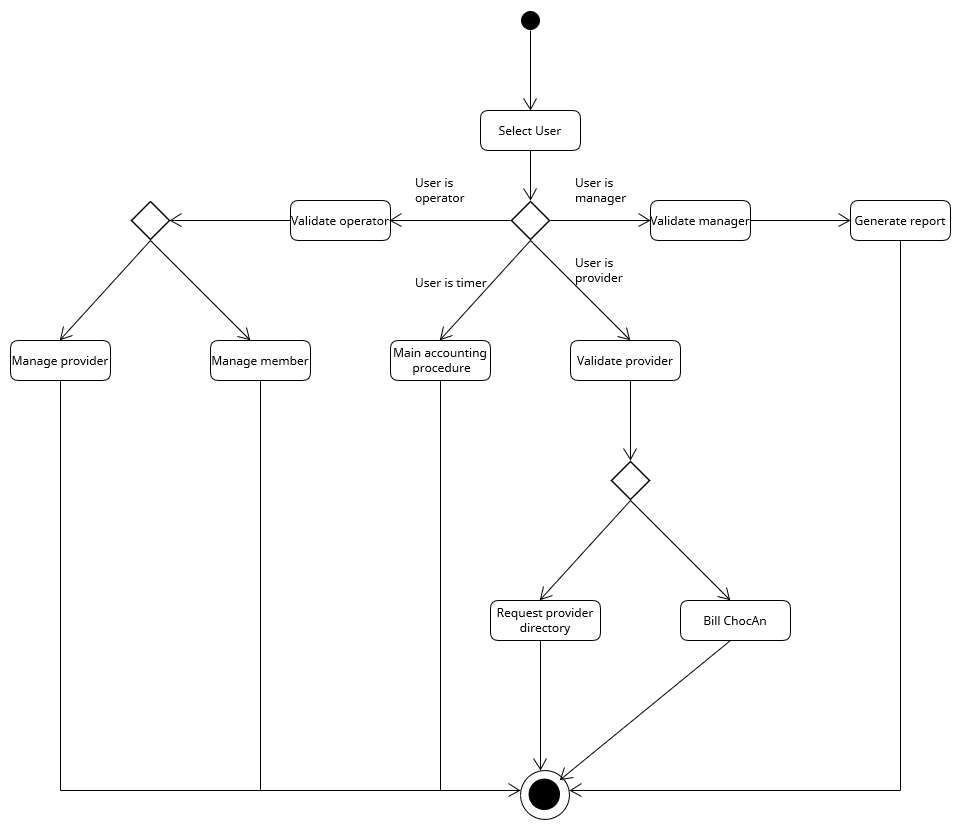 Select User
User is
operator
User is
manager
Validate operator
Validate manager
Generate report
User is timer
User is
provider
Manage provider
Manage member
Main accounting
procedure
Validate provider
Request provider
directory
Bill ChocAn